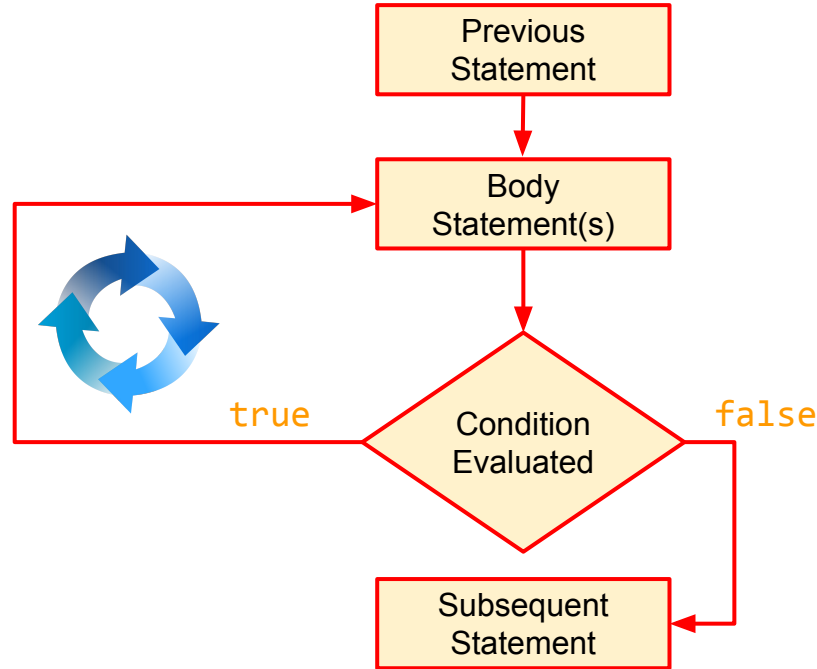 Previous
Statement
Body
Statement(s)
true
Condition
Evaluated
false
Subsequent
Statement